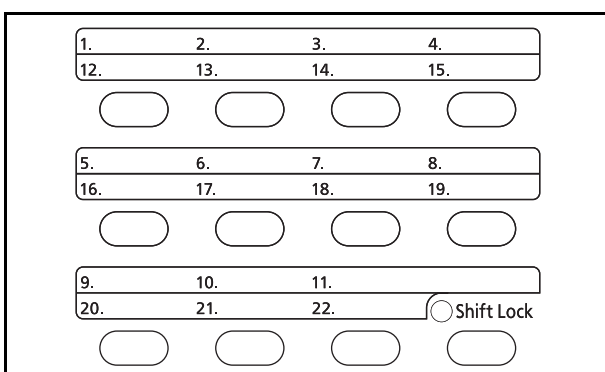 1. 2. 3. 4.
12. 13. 14. 15.
5. 6. 7. 8.
16. 17. 18. 19.
9. 10. 11.
20. 21. 22. Shift Lock